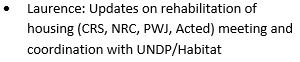 • Laurence: Updates on rehabilitation of
housing (CRS, NRC, PWJ, Acted) meeting and
coordination with UNDP/Habitat